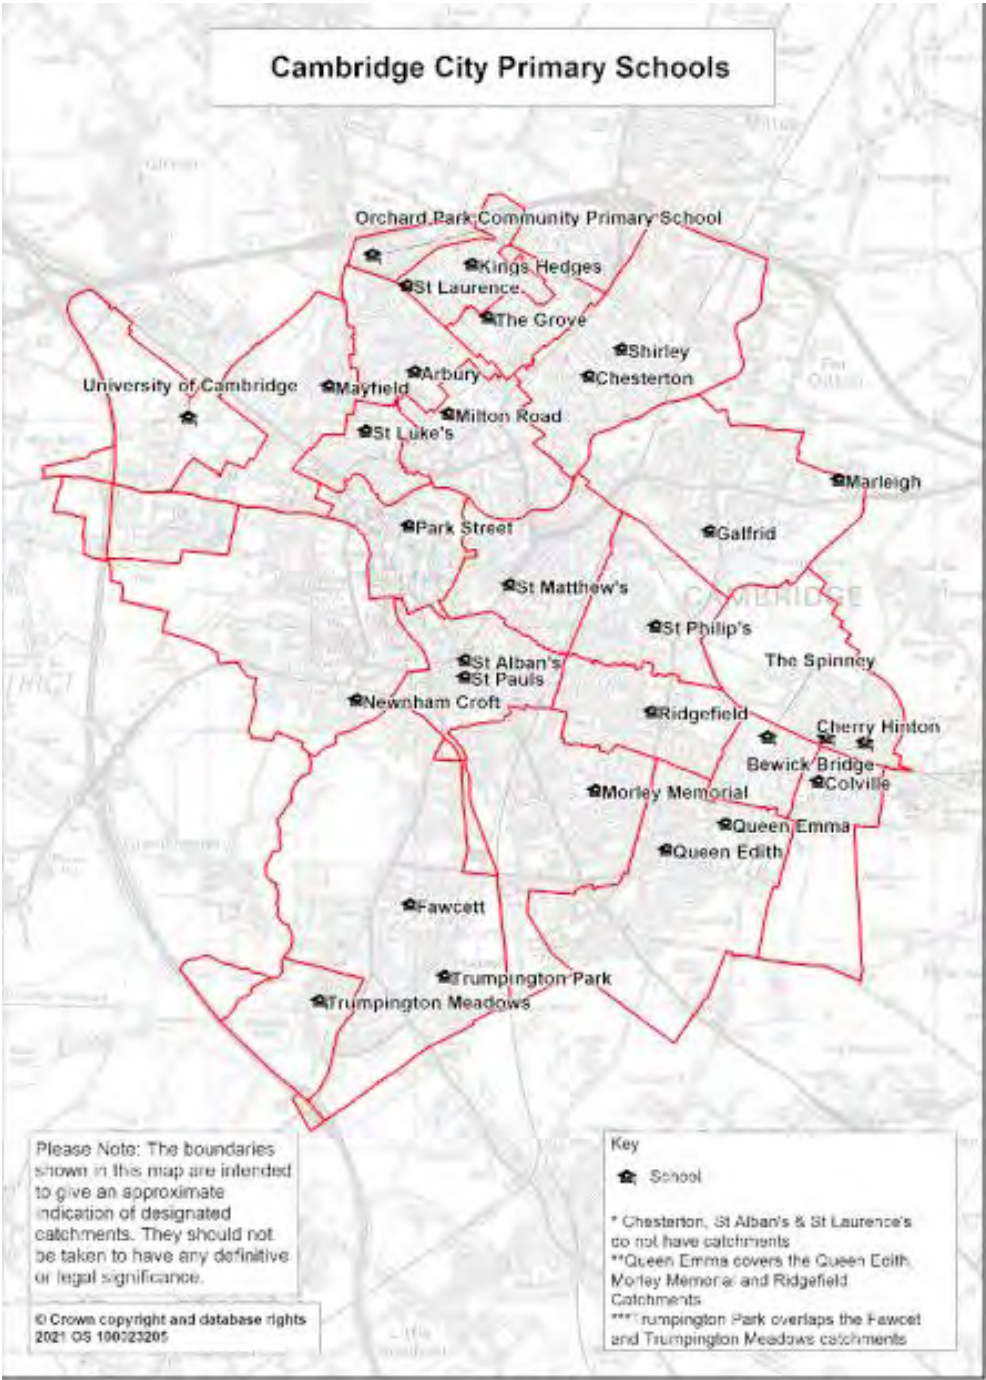 Cambridge City Primary Schools
Orchard Park Community Primary School
Kings Hedges
St Laurence
The Grove
Shirley
Chesterton
University of Cambridge
Mayfield
Arbury
Milton Road
St Luke's
Marleigh
Park Street
Galfrid
St Matthew's
CAMBRIDGE
St Philip's
The Spinney
St Alban's
St Pauls
Newnham Croft
Ridgefield
Cherry Hinton
Bewick Bridge
Colville
Morley Memorial
Queen Emma
Queen Edith
Fawcett
Trumpington Park
Trumpington Meadows
Please Note: The boundaries
shown in this map are intended
to give an approximate
indication of designated
catchments. They should not
be taken to have any definitive
or legal significance.
© Crown copyright and database rights
2021 OS 100023205
Key
School
* Chesterton, St Alban's & St Laurence's
do not have catchments
**Queen Emma covers the Queen Edith,
Morley Memorial and Ridgefield
Catchments
***Trumpington Park overlaps the Fawcet
and Trumpington Meadows catchments